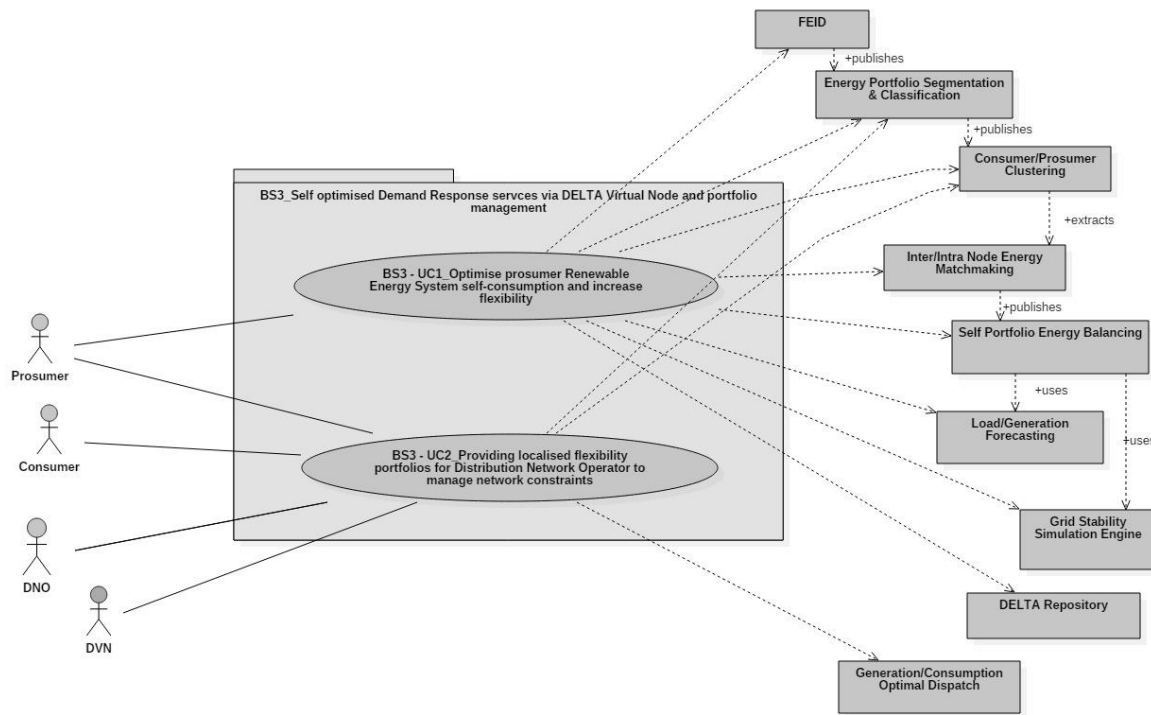 FEID
+publishes
Energy Portfolio Segmentation
& Classification
+publishes
Consumer/Prosumer
Clustering
+extracts
BS3_Self optimised Demand Response servces via DELTA Virtual Node and portfolio
management
Inter/Intra Node Energy
Matchmaking
BS3 - UC1_Optimise prosumer Renewable
Energy System self-consumption and increase
flexibility
+publishes
Self Portfolio Energy Balancing
Prosumer
+uses
Load/Generation
Forecasting
+uses
Consumer
BS3 - UC2_Providing localised flexibility
portfolios for Distribution Network Operator to
manage network constraints
Grid Stability
Simulation Engine
DNO
DELTA Repository
DVN
Generation/Consumption
Optimal Dispatch